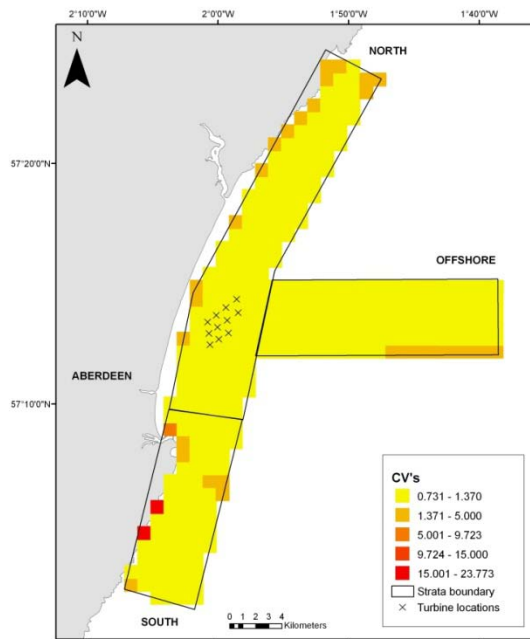 2°10'0"W 2°0'0"W 1°50'0"W 1°40'0"W
N
NORTH
57°20'0"N
OFFSHORE
ABERDEEN
57°10'0"N
CV's
0.731 - 1.370
1.371 - 5.000
5.001 - 9.723
9.724 - 15.000
15.001 - 23.773
Strata boundary
Turbine locations
0 1 2 3 4
Kilometers
SOUTH